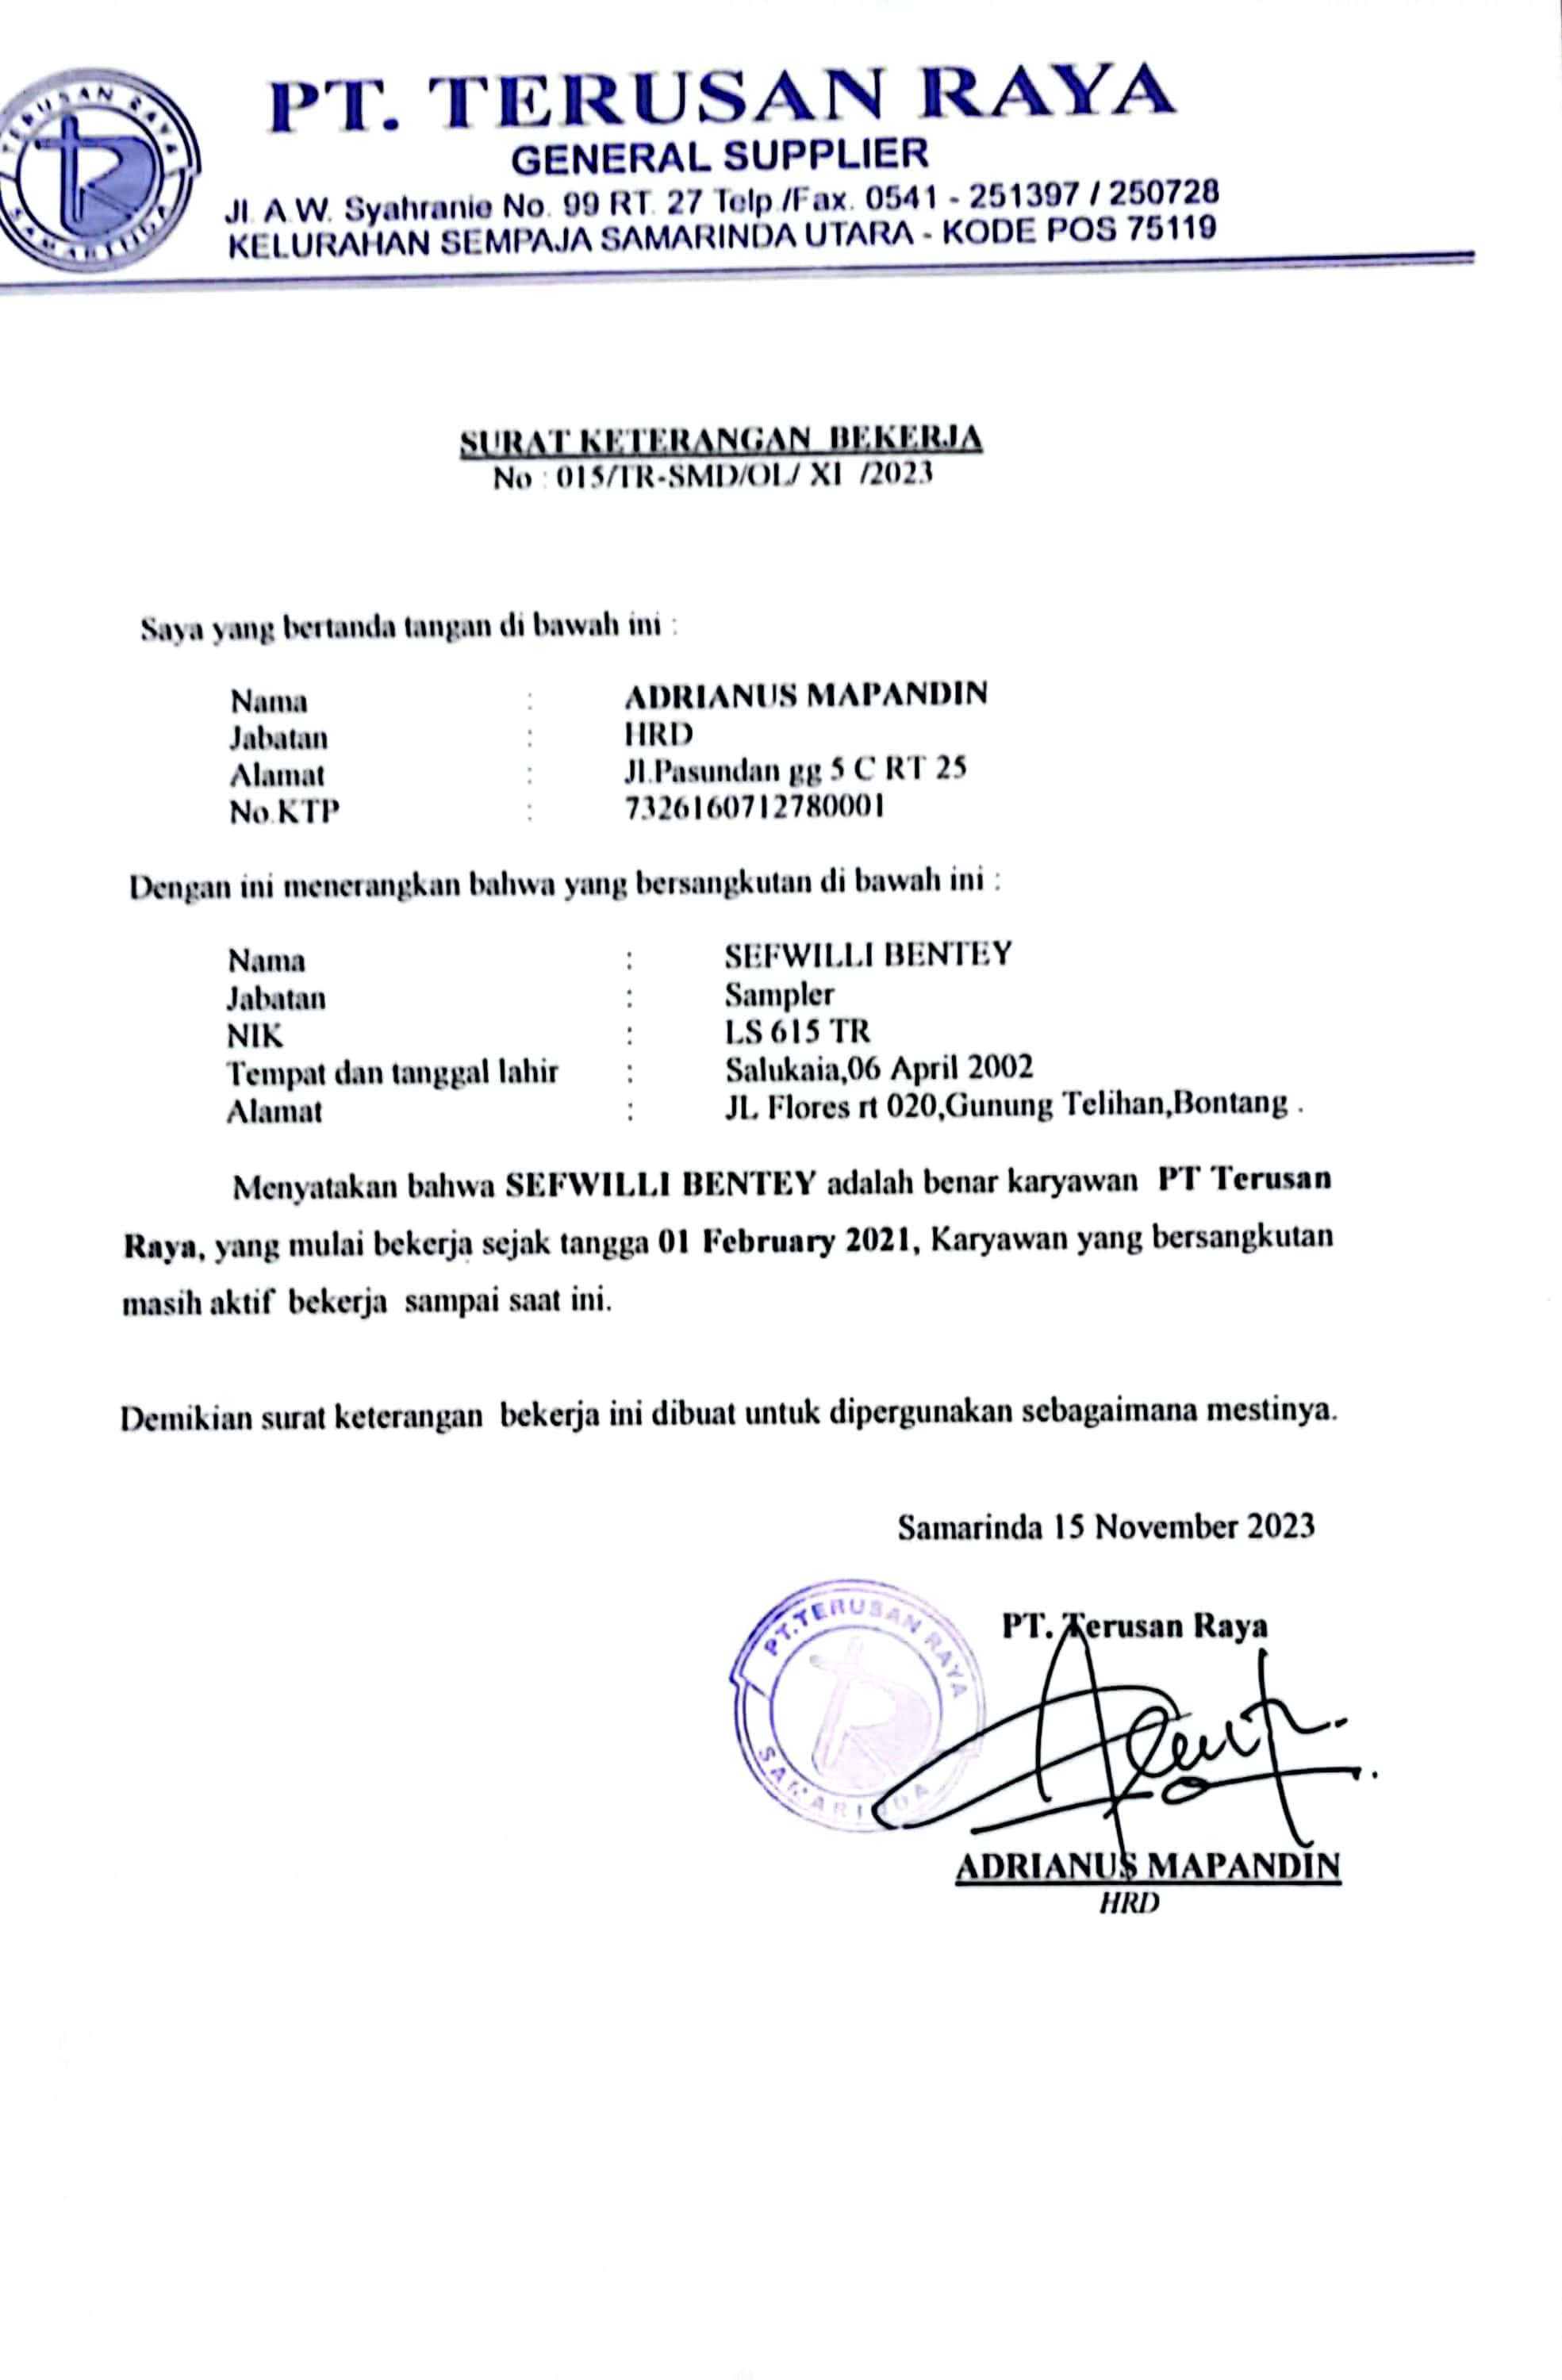 TERUSAN RAYA
SAMARINDA
PT. TERUSAN RAYA
GENERAL SUPPLIER
Jl. A.W. Syahranie No. 99 RT. 27 Telp./Fax. 0541 - 251397 / 250728
KELURAHAN SEMPAJA SAMARINDA UTARA - KODE POS 75119
SURAT KETERANGAN BEKERJA
No : 015/TR-SMD/OL/ XI /2023
Saya yang bertanda tangan di bawah ini :
Nama : ADRIANUS MAPANDIN
Jabatan : HRD
Alamat : Jl.Pasundan gg 5 C RT 25
No.KTP : 7326160712780001
Dengan ini menerangkan bahwa yang bersangkutan di bawah ini :
Nama : SEFWILLI BENTEY
Jabatan : Sampler
NIK : LS 615 TR
Tempat dan tanggal lahir : Salukaia,06 April 2002
Alamat : JL Flores rt 020,Gunung Telihan,Bontang .
Menyatakan bahwa SEFWILLI BENTEY adalah benar karyawan PT Terusan
Raya, yang mulai bekerja sejak tangga 01 February 2021, Karyawan yang bersangkutan
masih aktif bekerja sampai saat ini.
Demikian surat keterangan bekerja ini dibuat untuk dipergunakan sebagaimana mestinya.
Samarinda 15 November 2023
PT. Terusan Raya
PT.TERUSAN RAYA
SAMARINDA
ADRIANUS MAPANDIN
HRD